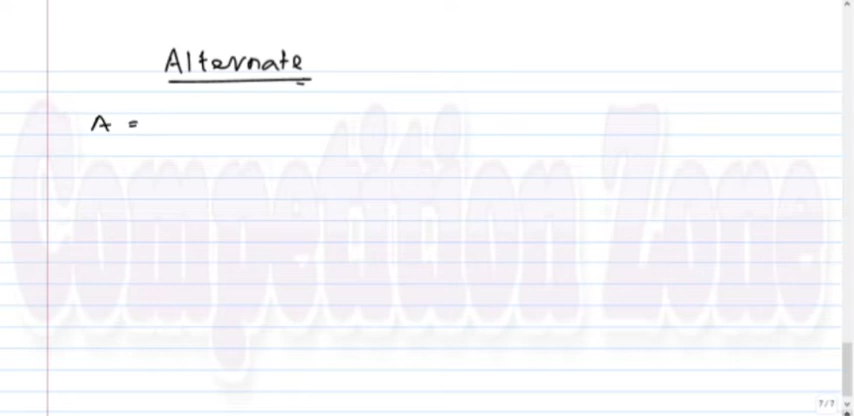 Alternate
A =
Competition Zone
7/7